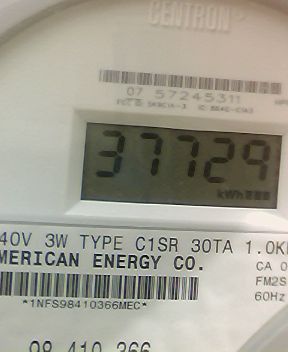 CENTRON
07 57245311
37729
kWh
40V 3W TYPE C1SR 30TA 1.0K
MERICAN ENERGY CO.
CA 0
FM2S
60Hz
*1NFS98410366MEC*
98 410 366